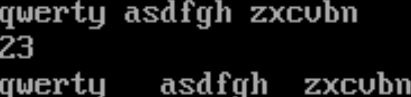 qwerty asdfgh zxcvbn
23
qwerty   asdfgh  zxcvbn